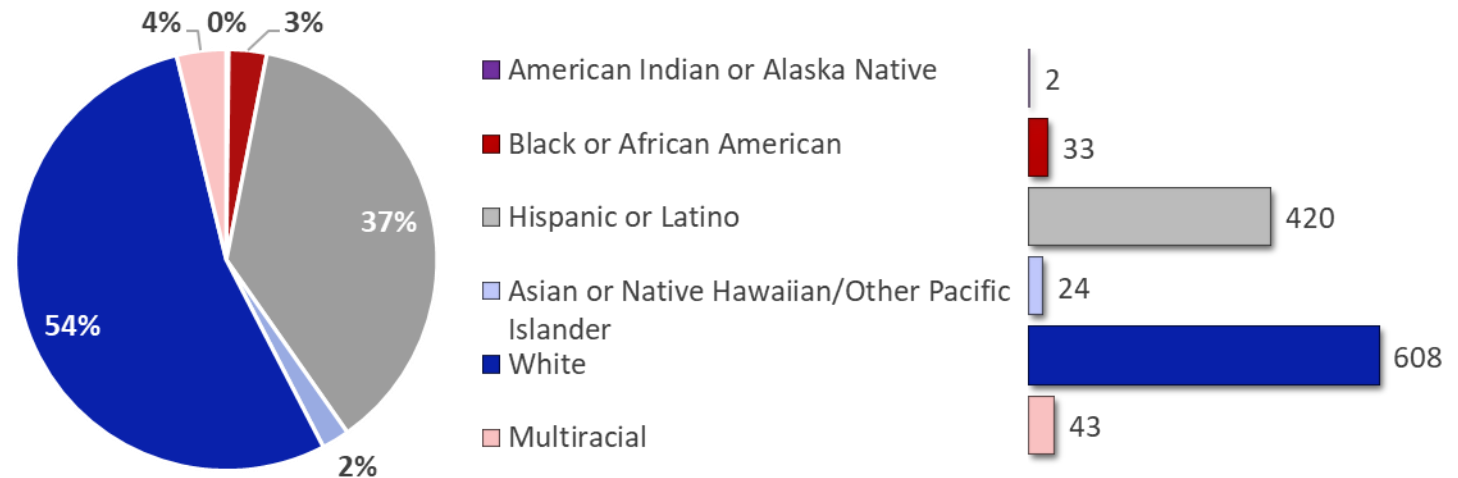 4% 0% 3%
37%
54%
2%
American Indian or Alaska Native
Black or African American
Hispanic or Latino
Asian or Native Hawaiian/Other Pacific
Islander
White
Multiracial
2
33
420
24
608
43